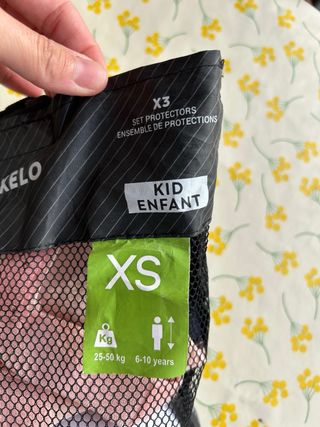 X3
SET PROTECTORS
ENSEMBLE DE PROTECTIONS
KELO
KID
ENFANT
XS
Kg
25-50 kg 6-10 years